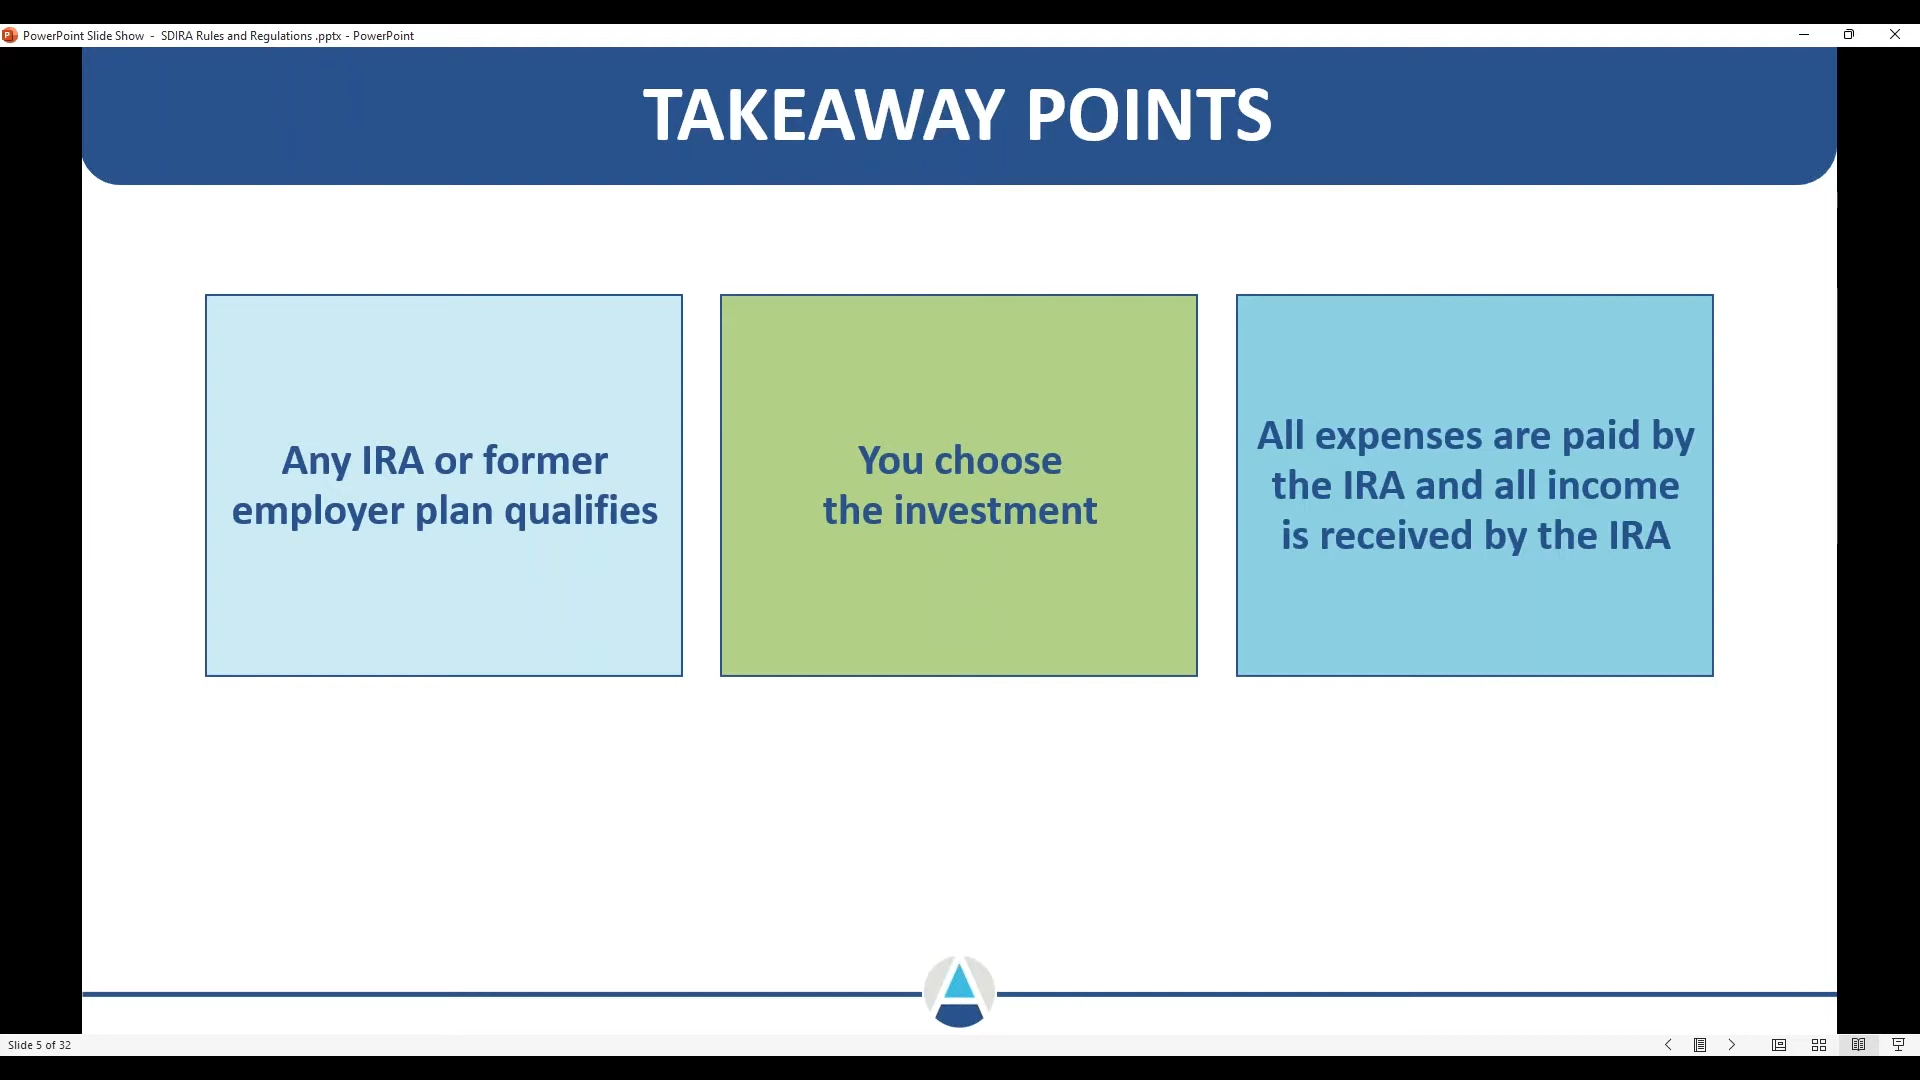 PowerPoint Slide Show - SDIRA Rules and Regulations .pptx - PowerPoint
TAKEAWAY POINTS
Any IRA or former
employer plan qualifies
You choose
the investment
All expenses are paid by
the IRA and all income
is received by the IRA
Slide 5 of 32